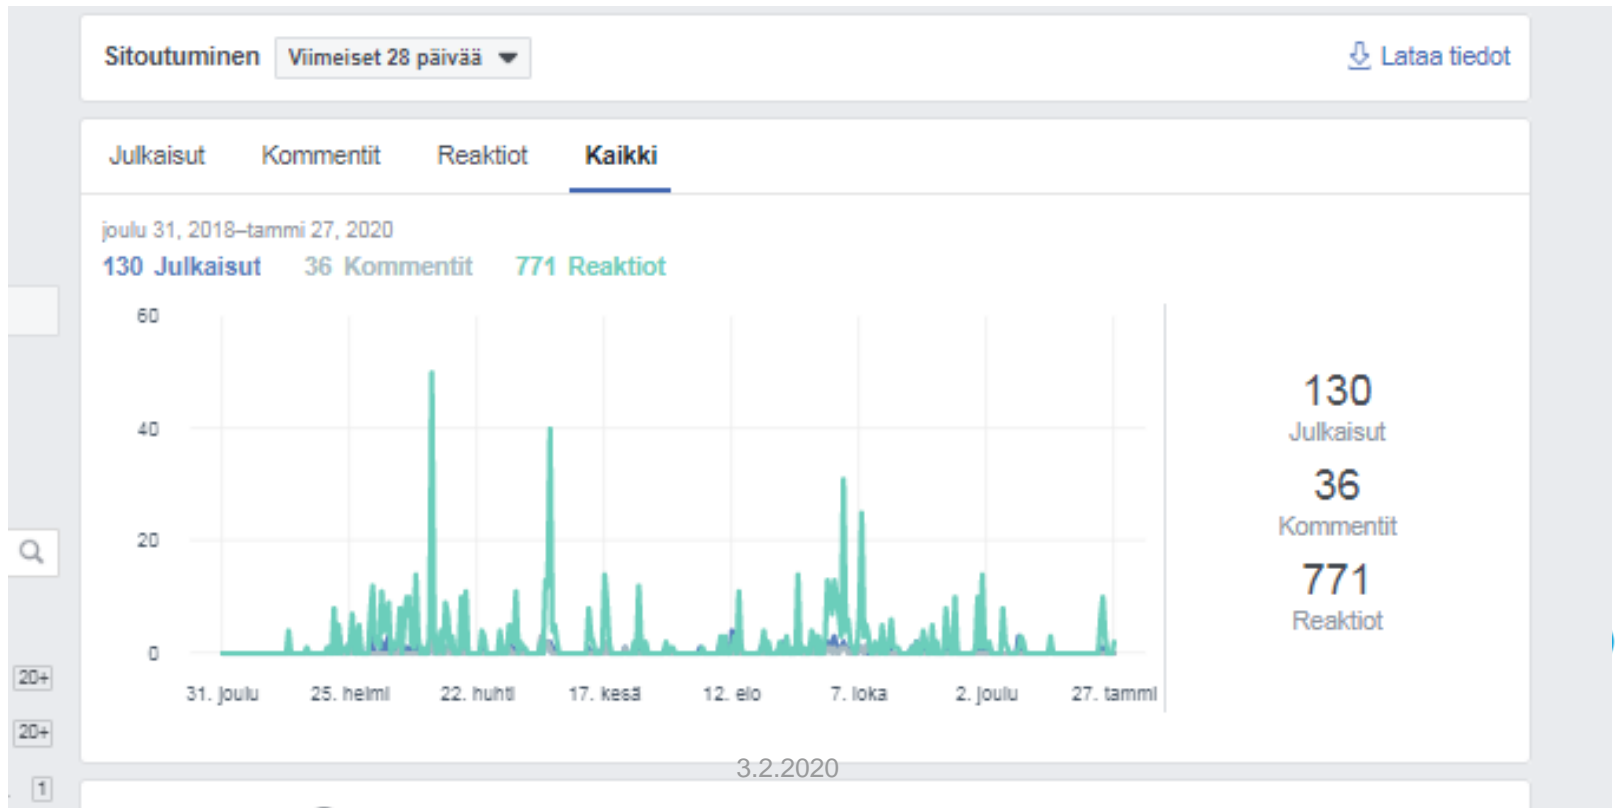 Sitoutuminen Viimeiset 28 päivää Lataa tiedot
Julkaisut Kommentit Reaktiot Kaikki
joulu 31, 2018–tammi 27, 2020
130 Julkaisut 36 Kommentit 771 Reaktiot
60
40
20
0
31. joulu 25. helmi 22. huhti 17. kesä 12. elo 7. loka 2. joulu 27. tammi
130
Julkaisut
36
Kommentit
771
Reaktiot
20+
20+
1
3.2.2020